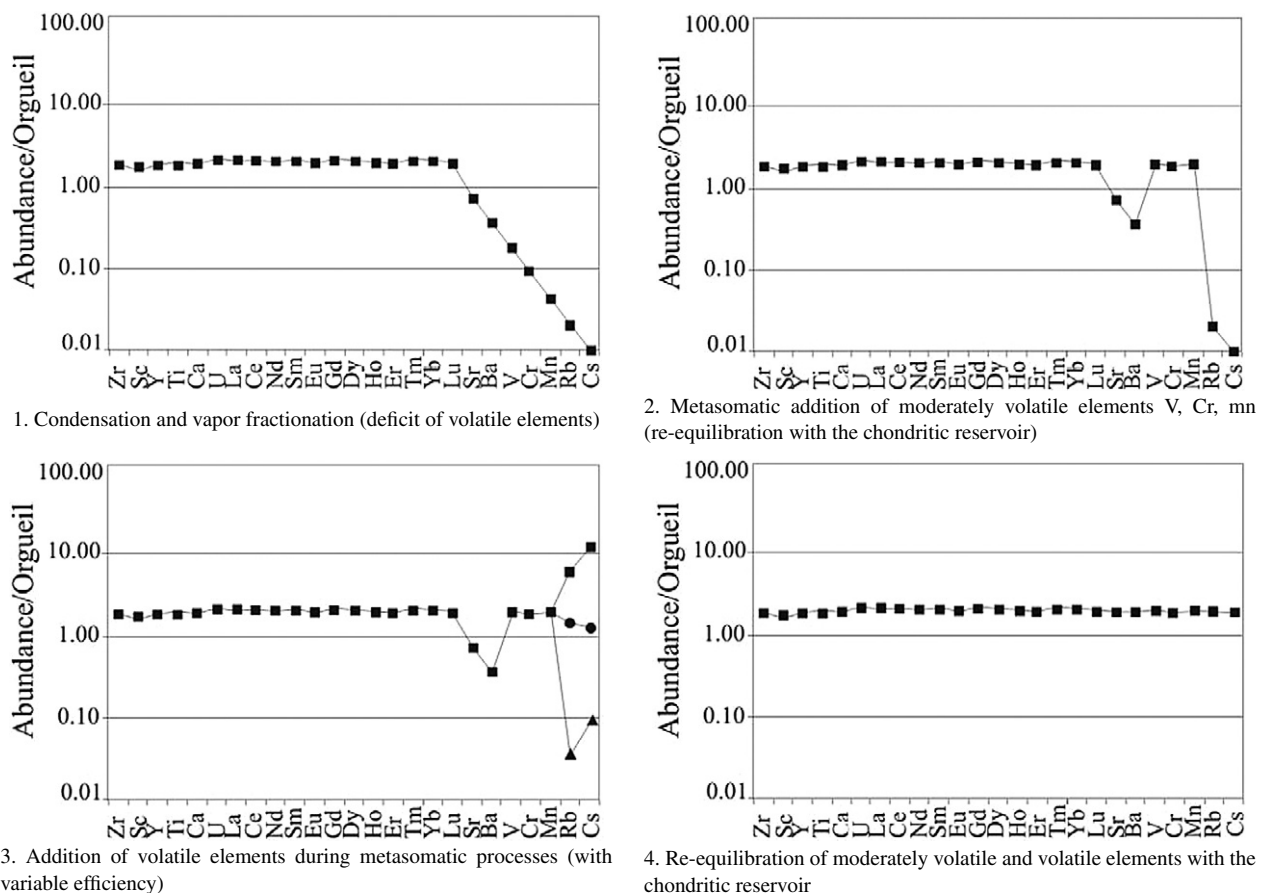 100.00
10.00
1.00
0.10
0.01
Abundance/Orgueil
Zr Sc Y Ti Ca U La Ce Nd Sm Eu Gd Dy Ho Er Tm Yb Lu Sr Ba V Cr Mn Rb Cs
1. Condensation and vapor fractionation (deficit of volatile elements)
100.00
10.00
1.00
0.10
0.01
Abundance/Orgueil
Zr Sc Y Ti Ca U La Ce Nd Sm Eu Gd Dy Ho Er Tm Yb Lu Sr Ba V Cr Mn Rb Cs
2. Metasomatic addition of moderately volatile elements V, Cr, mn
(re-equilibration with the chondritic reservoir)
100.00
10.00
1.00
0.10
0.01
Abundance/Orgueil
Zr Sc Y Ti Ca U La Ce Nd Sm Eu Gd Dy Ho Er Tm Yb Lu Sr Ba V Cr Mn Rb Cs
3. Addition of volatile elements during metasomatic processes (with
variable efficiency)
100.00
10.00
1.00
0.10
0.01
Abundance/Orgueil
Zr Sc Y Ti Ca U La Ce Nd Sm Eu Gd Dy Ho Er Tm Yb Lu Sr Ba V Cr Mn Rb Cs
4. Re-equilibration of moderately volatile and volatile elements with the
chondritic reservoir